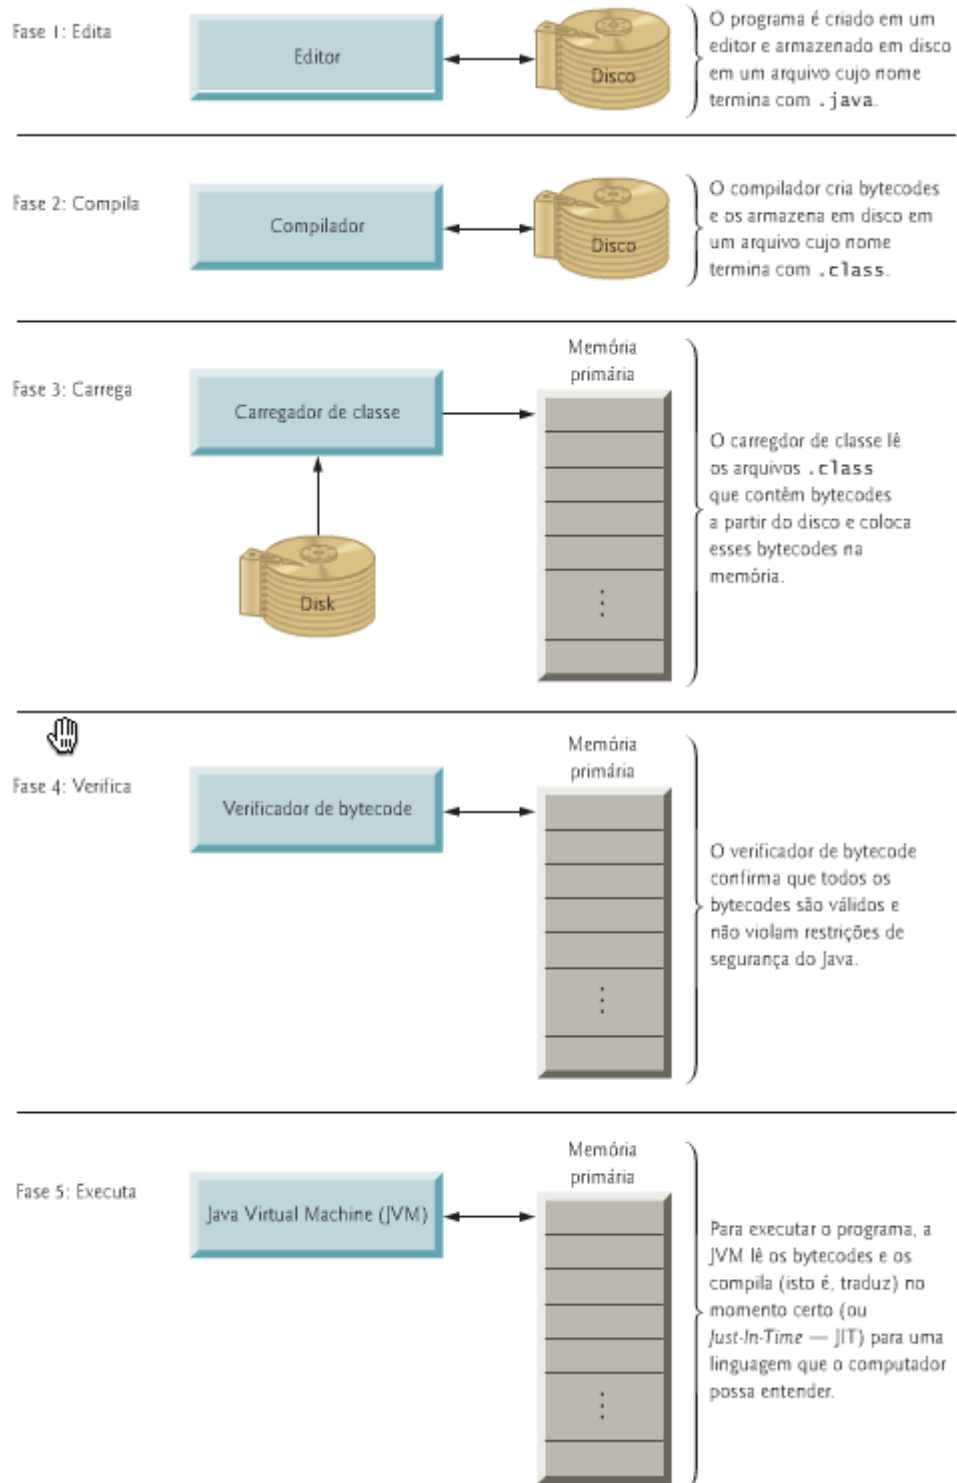 Fase 1: Edita
Editor
Disco
O programa é criado em um
editor e armazenado em disco
em um arquivo cujo nome
termina com .java.
Fase 2: Compila
Compilador
Disco
O compilador cria bytecodes
e os armazena em disco em
um arquivo cujo nome
termina com .class.
Fase 3: Carrega
Carregador de classe
Disk
Memória
primária
O carregdor de classe lê
os arquivos .class
que contêm bytecodes
a partir do disco e coloca
esses bytecodes na
memória.
Fase 4: Verifica
Verificador de bytecode
Memória
primária
O verificador de bytecode
confirma que todos os
bytecodes são válidos e
não violam restrições de
segurança do Java.
Fase 5: Executa
Java Virtual Machine (JVM)
Memória
primária
Para executar o programa, a
JVM lê os bytecodes e os
compila (isto é, traduz) no
momento certo (ou
Just-In-Time — JIT) para uma
linguagem que o computador
possa entender.